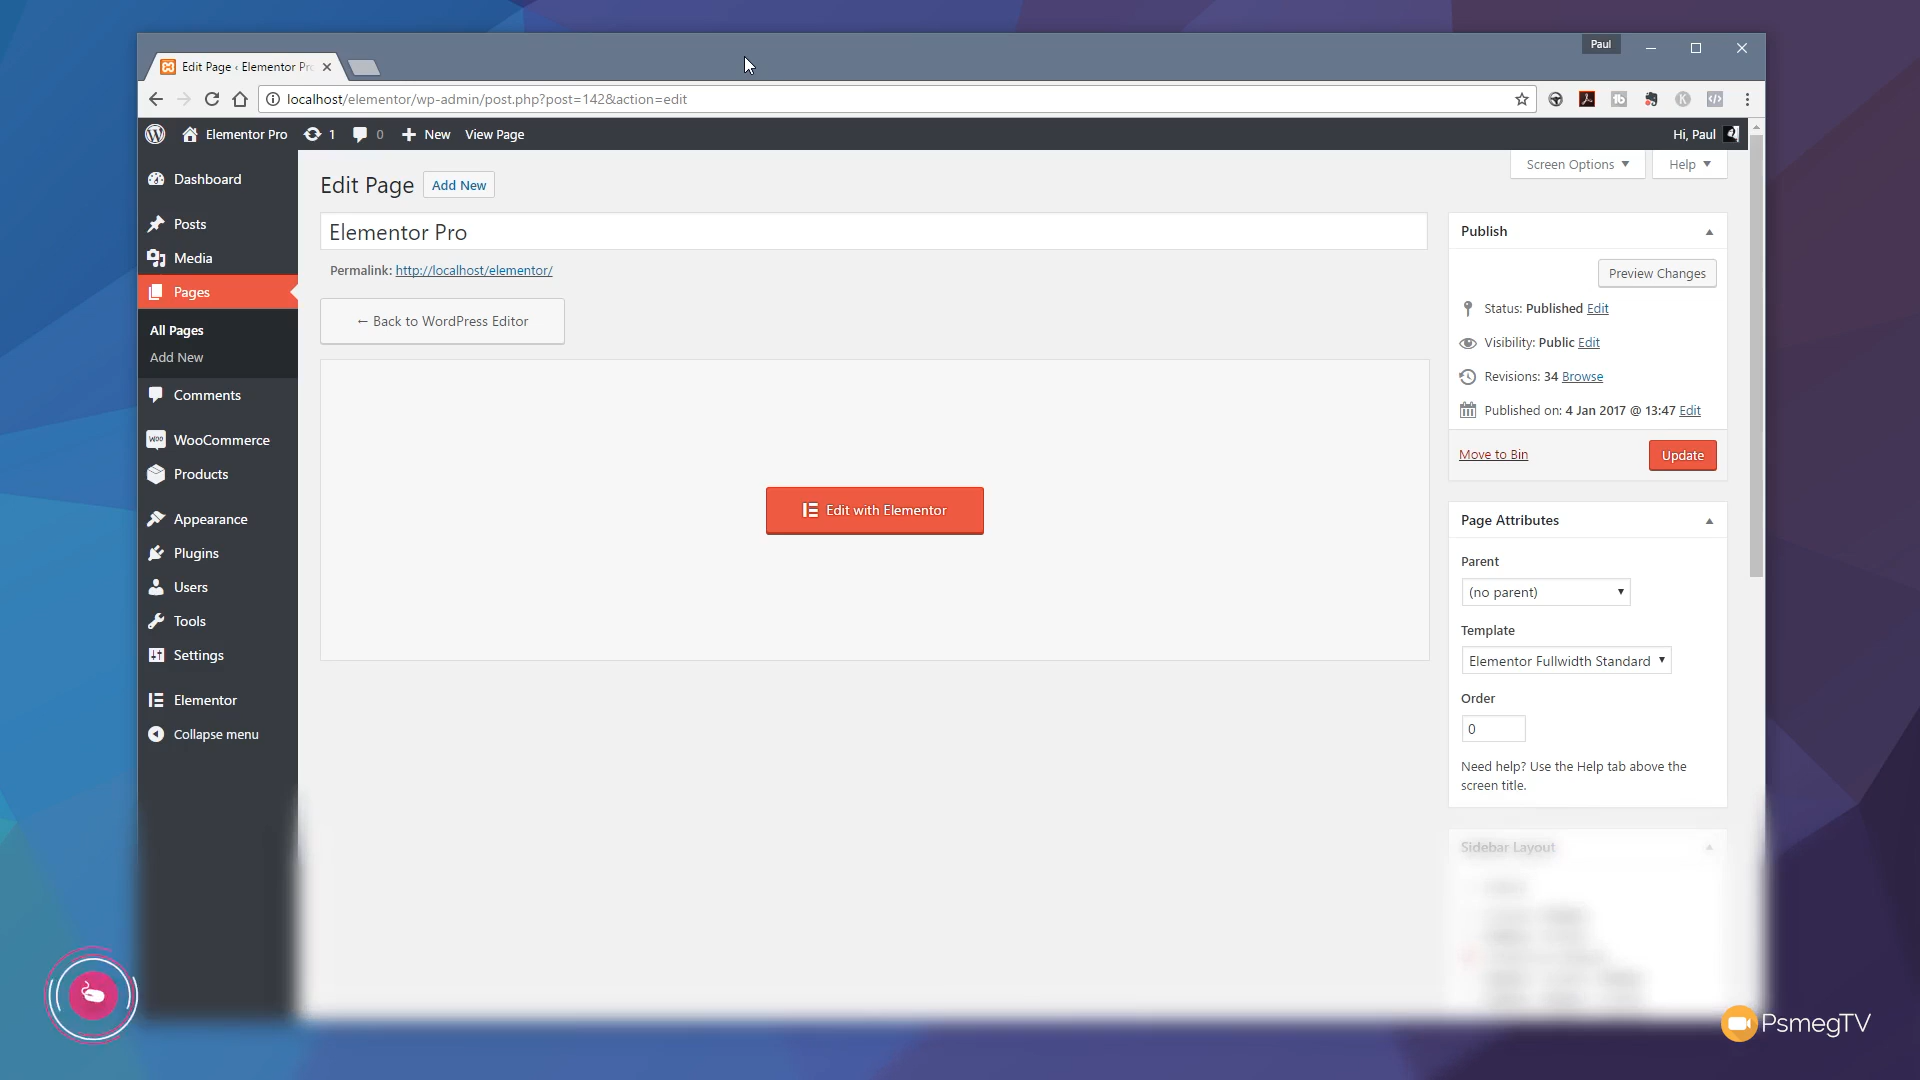 Paul
Edit Page ‹ Elementor Pr
localhost/elementor/wp-admin/post.php?post=142&action=edit
Elementor Pro
1
0
New
View Page
Hi, Paul
Screen Options
Help
Dashboard
Posts
Media
Pages
All Pages
Add New
Comments
WooCommerce
Products
Appearance
Plugins
Users
Tools
Settings
Elementor
Collapse menu
Edit Page
Add New
Elementor Pro
Permalink: http://localhost/elementor/
← Back to WordPress Editor
Edit with Elementor
Publish
Preview Changes
Status: Published Edit
Visibility: Public Edit
Revisions: 34 Browse
Published on: 4 Jan 2017 @ 13:47 Edit
Move to Bin
Update
Page Attributes
Parent
(no parent)
Template
Elementor Fullwidth Standard
Order
0
Need help? Use the Help tab above the
screen title.
Sidebar Layout
PsmegTV